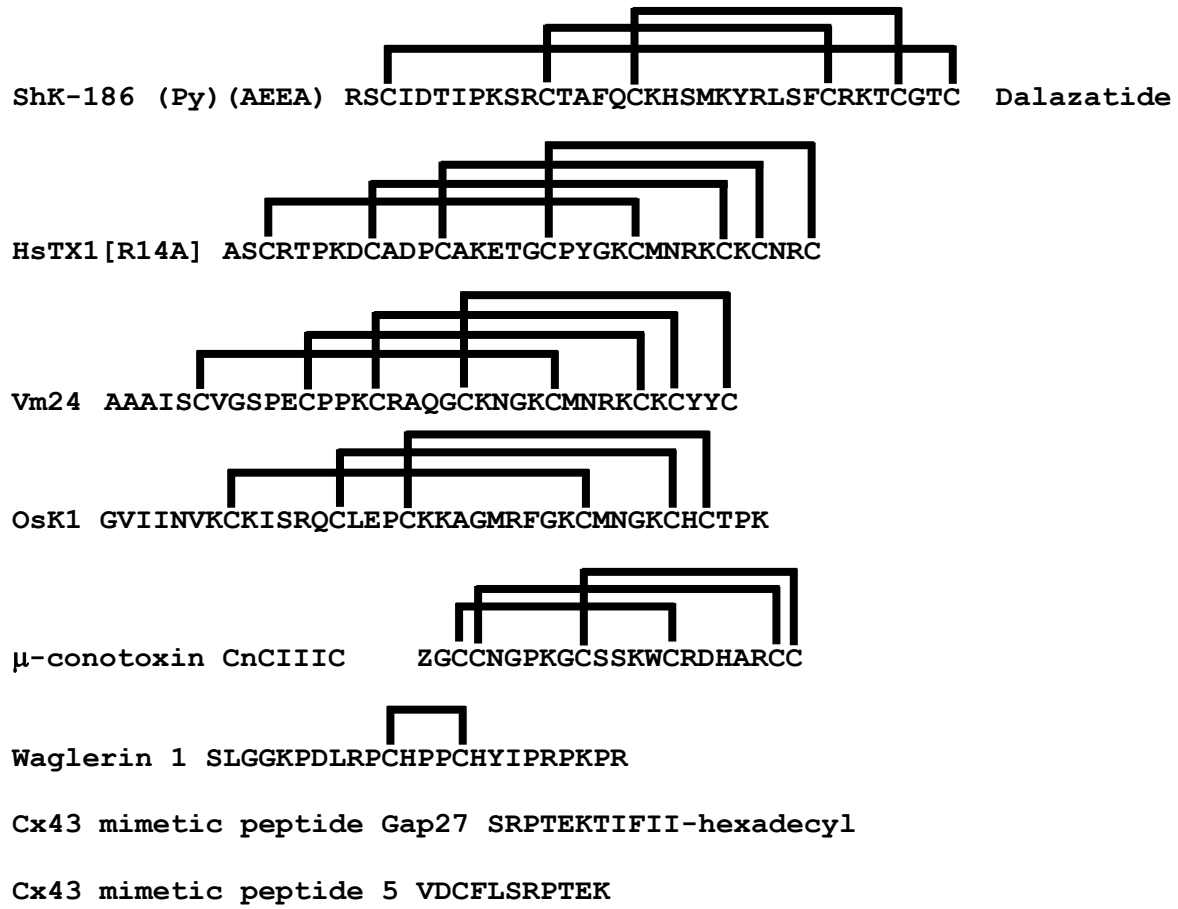 ShK-186 (Py)(AEEA) RSCIDTIPKSRCTAFQCKHSMKYRLSFCRKTCGTC Dalazatide
HsTX1[R14A] ASCRTPKDCADPCAKETGCPYGKCMNRKCKCNRC
Vm24 AAAISCVGSPECPPKCRAQGCKNGKCMNRKCKCYYC
OsK1 GVIINVKCKISRQCLEPCKKAGMRFGKCMNGKCHCTPK
μ-conotoxin CnCIIIC ZGCCNGPKGCSSKWCRDHARCC
Waglerin 1 SLGGKPDLRPCHPPCHYIPRPKPR
Cx43 mimetic peptide Gap27 SRPTEKTIFII-hexadecyl
Cx43 mimetic peptide 5 VDCFLSRPTEK